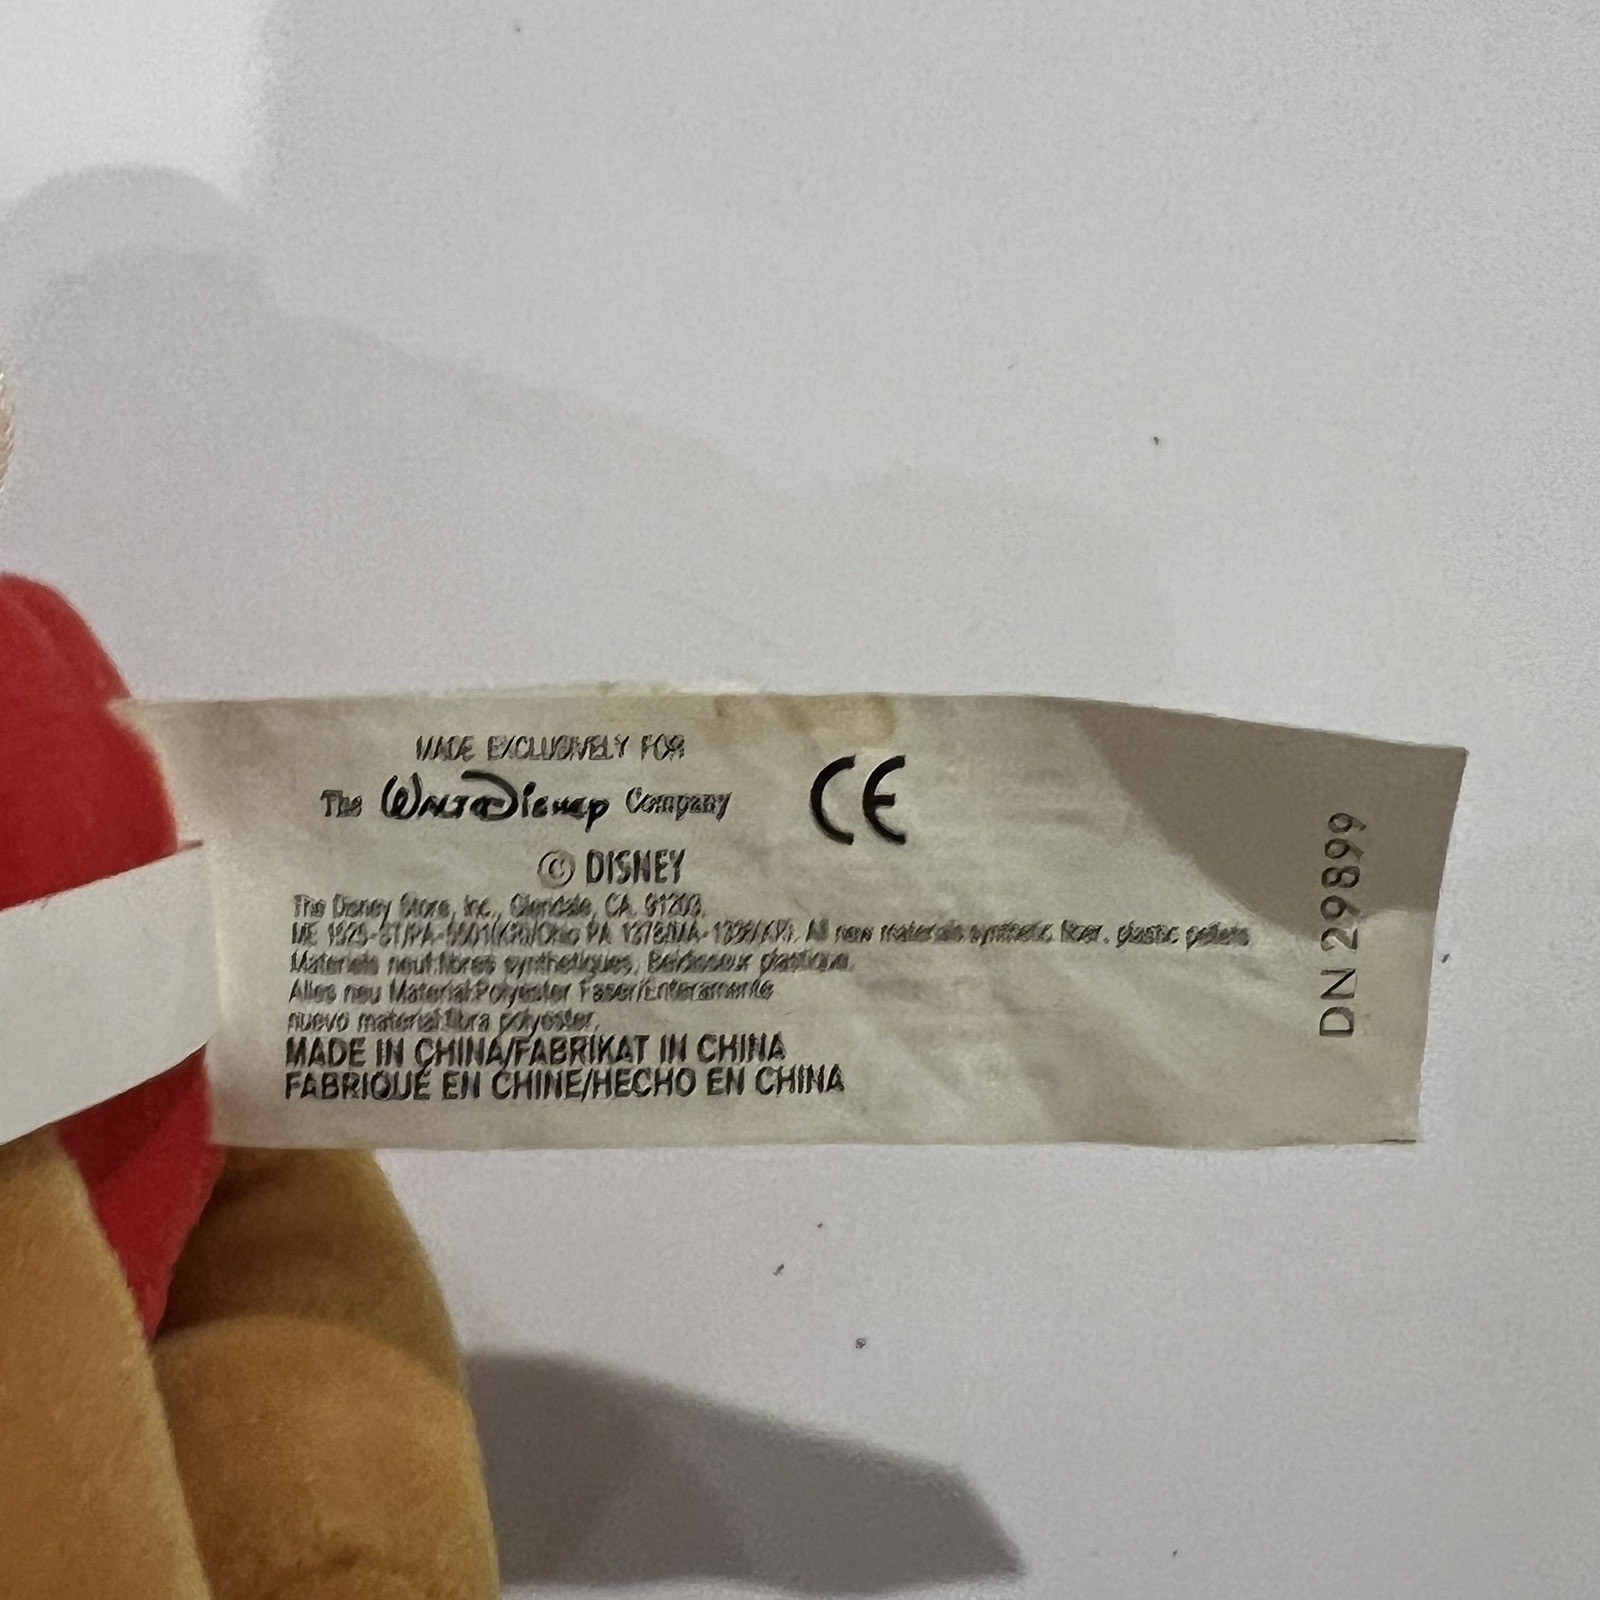 MADE EXCLUSIVELY FOR
The WALT Disney Company
CE
© DISNEY
The Disney Store, Inc., Glendale, CA. 91203.
All new materials synthetic fiber, plastic pellets
Materiels neuf:fibres synthetiques, plastique.
Alles neu Material:Polyester Faser/Enteramente
nuevo material:fibra polyester.
MADE IN CHINA/FABRIKAT IN CHINA
FABRIQUÉ EN CHINE/HECHO EN CHINA
DN 29899